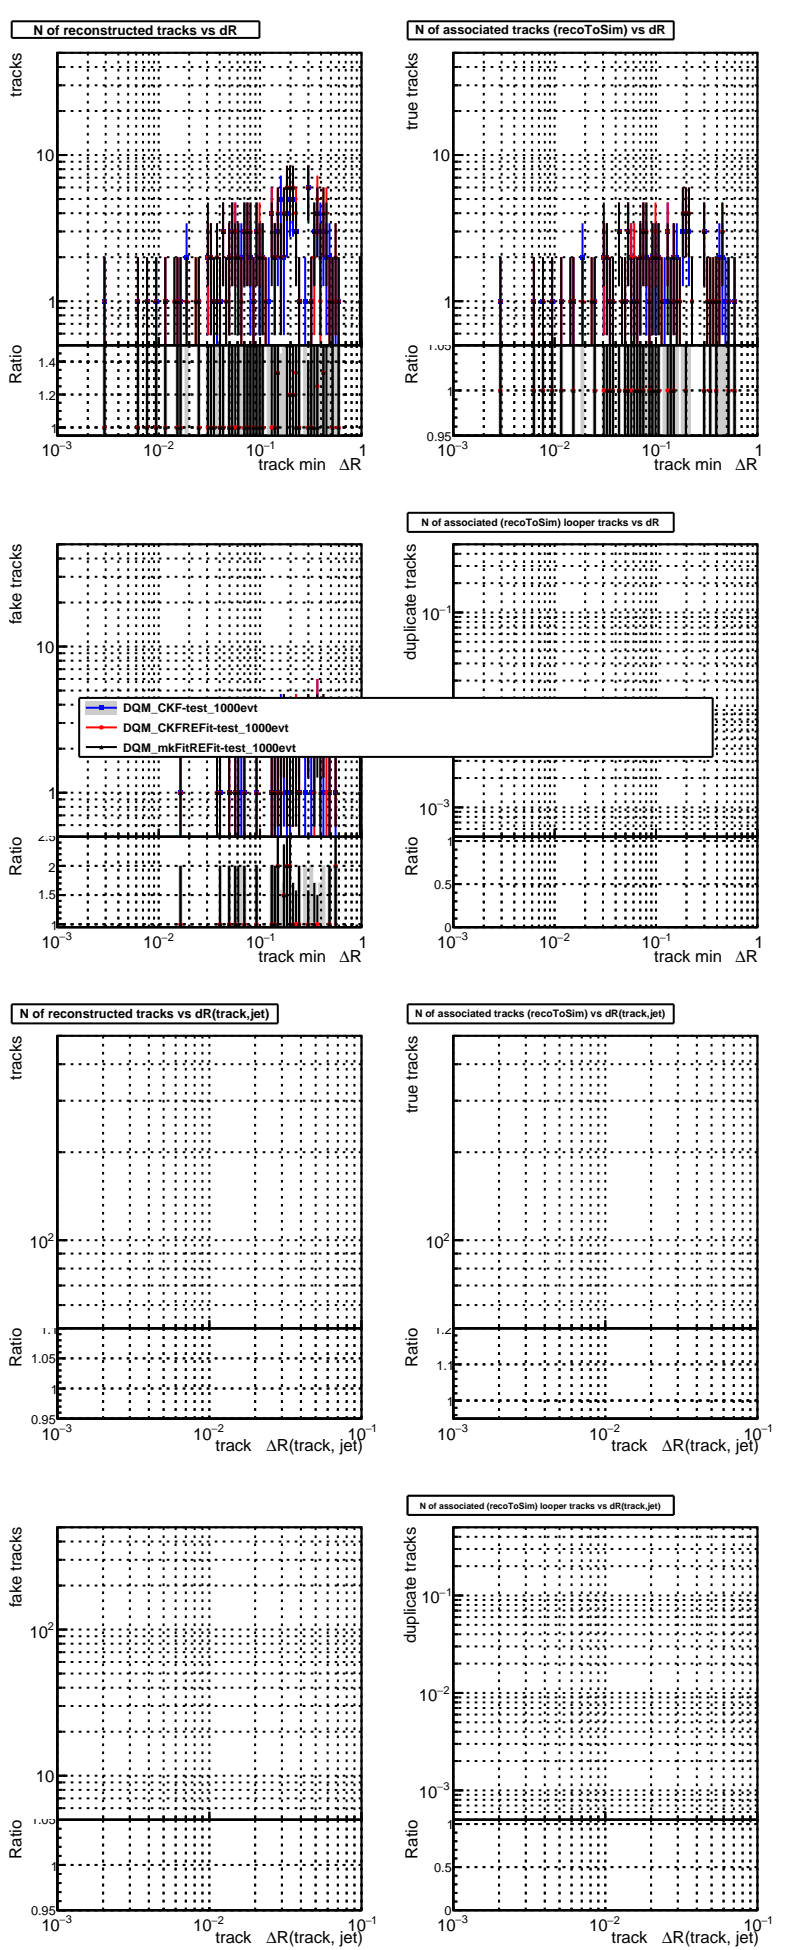 N of reconstructed tracks vs dR
tracks
10
1
Ratio
1.4
1.2
1
10⁻³ 10⁻² 10⁻¹ 1
track min ΔR
N of associated tracks (recoToSim) vs dR
true tracks
10
1
Ratio
1.05
1
0.95
10⁻³ 10⁻² 10⁻¹ 1
track min ΔR
fake tracks
10
1
Ratio
2.5
2
1.5
1
10⁻³ 10⁻² 10⁻¹ 1
track min ΔR
N of associated (recoToSim) looper tracks vs dR
duplicate tracks
10⁻¹
10⁻³
Ratio
1
0.5
0
10⁻³ 10⁻² 10⁻¹ 1
track min ΔR
DQM_CKF-test_1000evt
DQM_CKFREFit-test_1000evt
DQM_mkFitREFit-test_1000evt
N of reconstructed tracks vs dR(track,jet)
tracks
10²
Ratio
1.1
1.05
1
0.95
10⁻³ 10⁻² 10⁻¹
track ΔR(track, jet)
N of associated tracks (recoToSim) vs dR(track,jet)
true tracks
10²
Ratio
1.2
1.1
1
10⁻³ 10⁻² 10⁻¹
track ΔR(track, jet)
fake tracks
10²
10
Ratio
1.05
1
0.95
10⁻³ 10⁻² 10⁻¹
track ΔR(track, jet)
N of associated (recoToSim) looper tracks vs dR(track,jet)
duplicate tracks
10⁻¹
10⁻²
10⁻³
Ratio
1
0.5
0
10⁻³ 10⁻² 10⁻¹
track ΔR(track, jet)